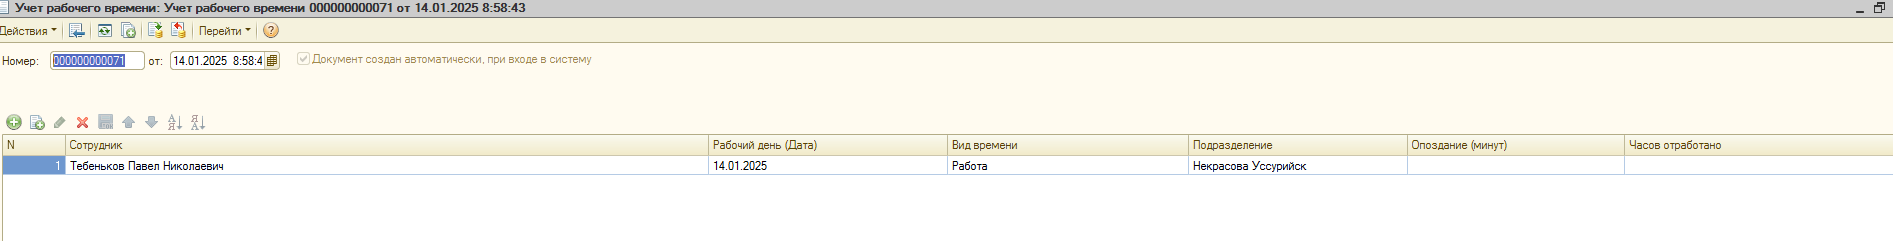 Учет рабочего времени: Учет рабочего времени 000000000071 от 14.01.2025 8:58:43
Действия Перейти
Номер: 000000000071 от: 14.01.2025 8:58:4 Документ создан автоматически, при входе в систему
N Сотрудник Рабочий день (Дата) Вид времени Подразделение Опоздание (минут) Часов отработано
1 Тебеньков Павел Николаевич 14.01.2025 Работа Некрасова Уссурийск